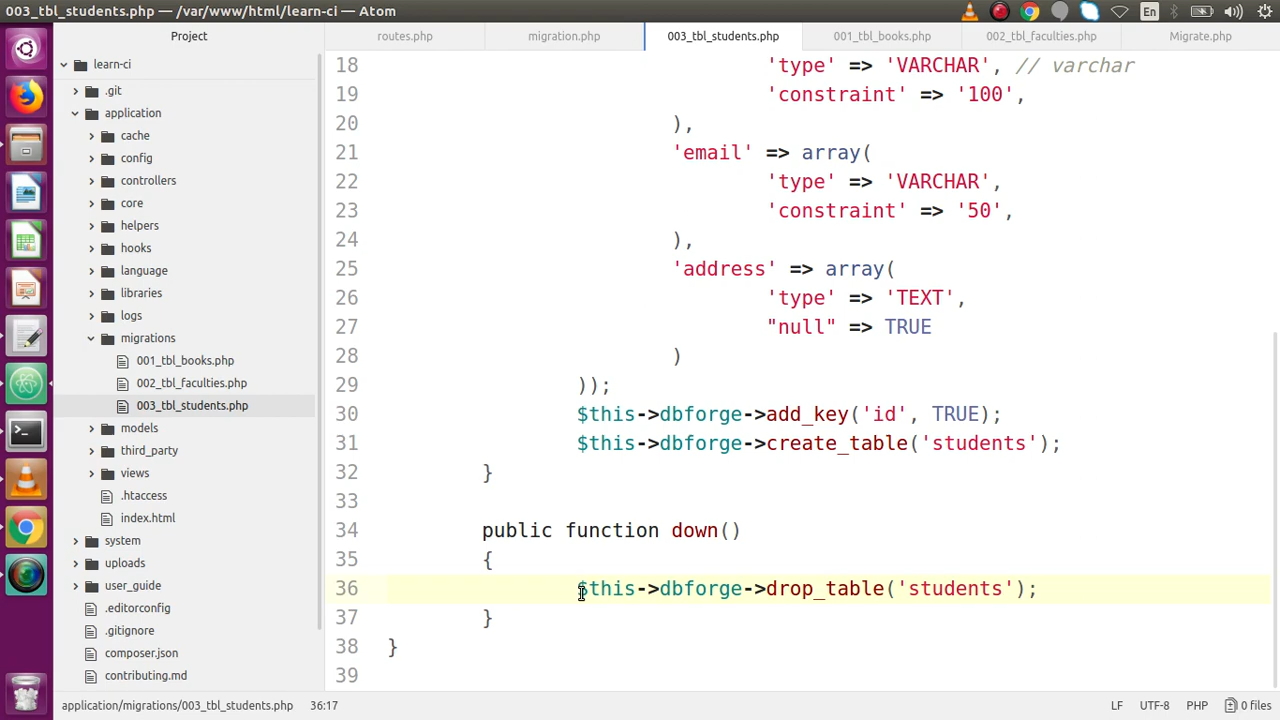 003_tbl_students.php — /var/www/html/learn-ci — Atom
En
Project
routes.php
migration.php
003_tbl_students.php
001_tbl_books.php
002_tbl_faculties.php
Migrate.php
learn-ci
.git
application
cache
config
controllers
core
helpers
hooks
language
libraries
logs
migrations
001_tbl_books.php
002_tbl_faculties.php
003_tbl_students.php
models
third_party
views
.htaccess
index.html
system
uploads
user_guide
.editorconfig
.gitignore
composer.json
contributing.md
18 'type' => 'VARCHAR', // varchar
19 'constraint' => '100',
20 ),
21 'email' => array(
22 'type' => 'VARCHAR',
23 'constraint' => '50',
24 ),
25 'address' => array(
26 'type' => 'TEXT',
27 "null" => TRUE
28 )
29 ));
30 $this->dbforge->add_key('id', TRUE);
31 $this->dbforge->create_table('students');
32 }
33
34 public function down()
35 {
36 $this->dbforge->drop_table('students');
37 }
38 }
39
application/migrations/003_tbl_students.php 36:17
LF UTF-8 PHP 0 files